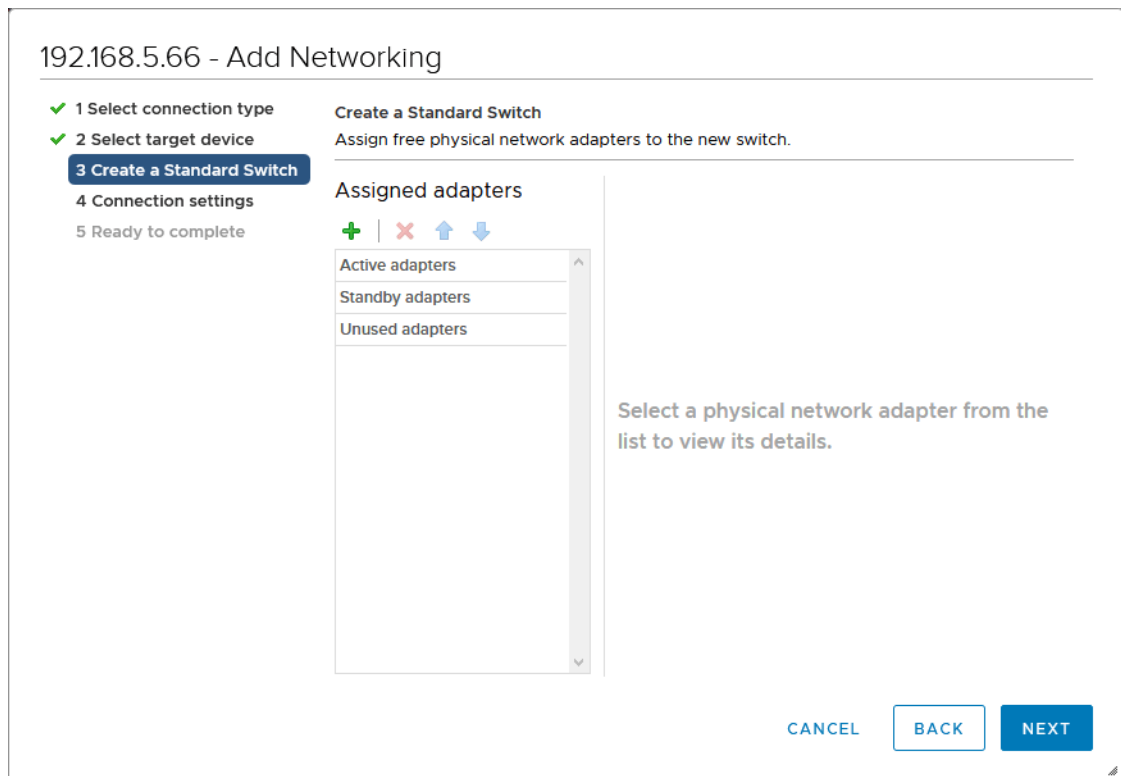 192.168.5.66 - Add Networking
1 Select connection type
2 Select target device
3 Create a Standard Switch
4 Connection settings
5 Ready to complete
Create a Standard Switch
Assign free physical network adapters to the new switch.
Assigned adapters
Active adapters
Standby adapters
Unused adapters
Select a physical network adapter from the
list to view its details.
CANCEL
BACK
NEXT